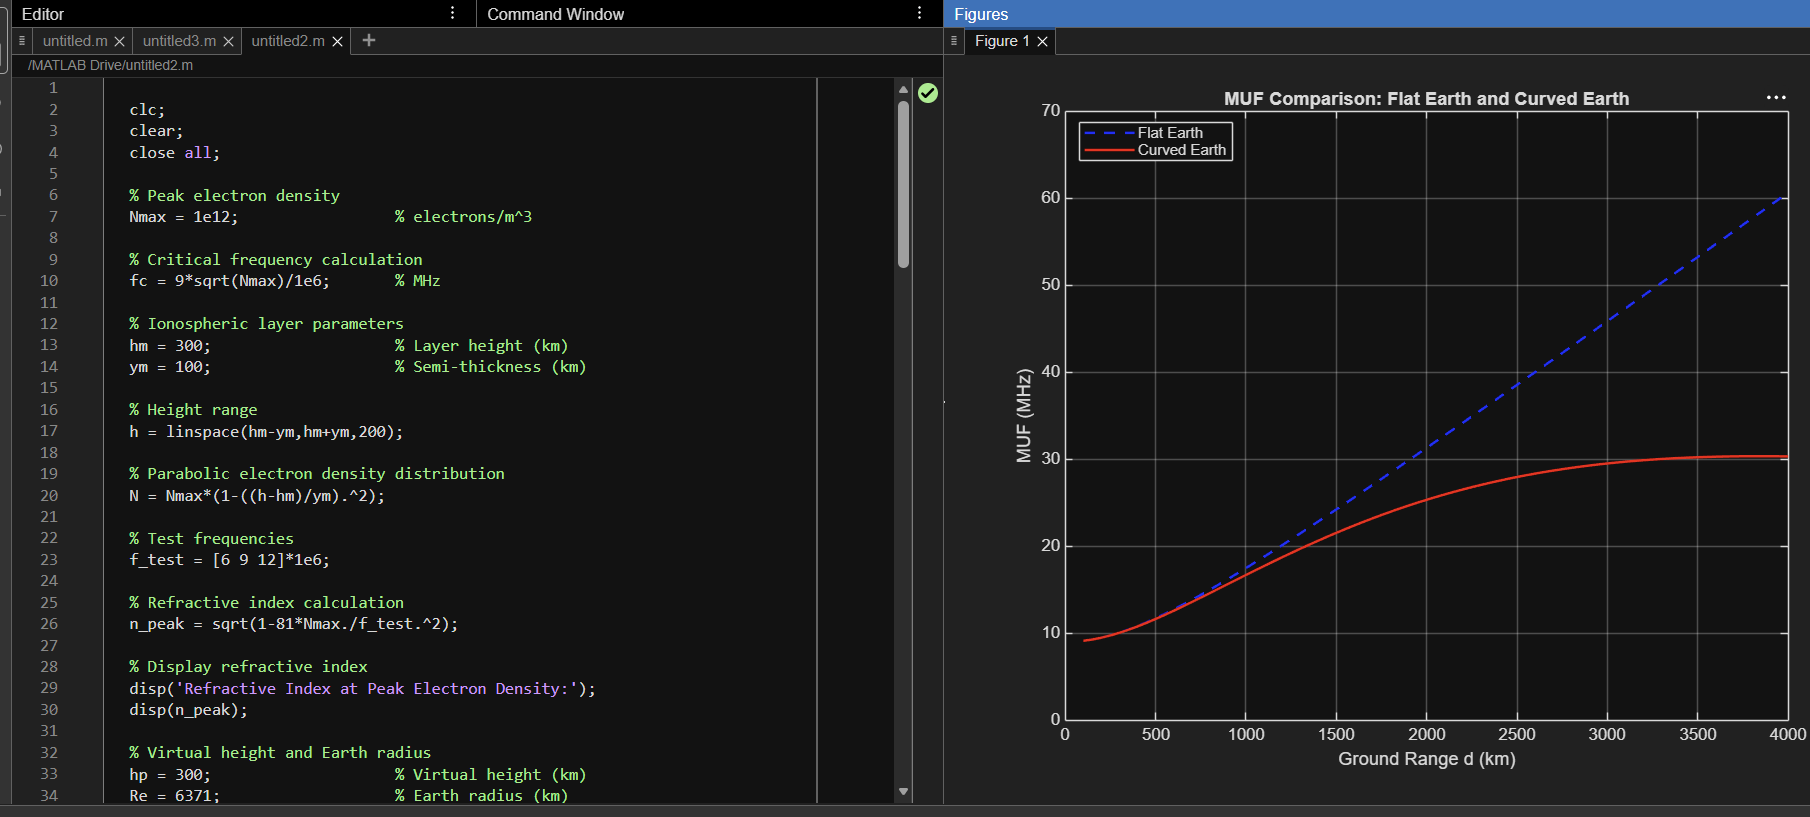 Editor
Command Window
Figures
untitled.m
untitled3.m
untitled2.m
Figure 1
/MATLAB Drive/untitled2.m
1
2 clc;
3 clear;
4 close all;
5
6 % Peak electron density
7 Nmax = 1e12; % electrons/m^3
8
9 % Critical frequency calculation
10 fc = 9*sqrt(Nmax)/1e6; % MHz
11
12 % Ionospheric layer parameters
13 hm = 300; % Layer height (km)
14 ym = 100; % Semi-thickness (km)
15
16 % Height range
17 h = linspace(hm-ym,hm+ym,200);
18
19 % Parabolic electron density distribution
20 N = Nmax*(1-((h-hm)/ym).^2);
21
22 % Test frequencies
23 f_test = [6 9 12]*1e6;
24
25 % Refractive index calculation
26 n_peak = sqrt(1-81*Nmax./f_test.^2);
27
28 % Display refractive index
29 disp('Refractive Index at Peak Electron Density:');
30 disp(n_peak);
31
32 % Virtual height and Earth radius
33 hp = 300; % Virtual height (km)
34 Re = 6371; % Earth radius (km)
MUF Comparison: Flat Earth and Curved Earth
Flat Earth
Curved Earth
MUF (MHz)
70
60
50
40
30
20
10
0
0 500 1000 1500 2000 2500 3000 3500 4000
Ground Range d (km)